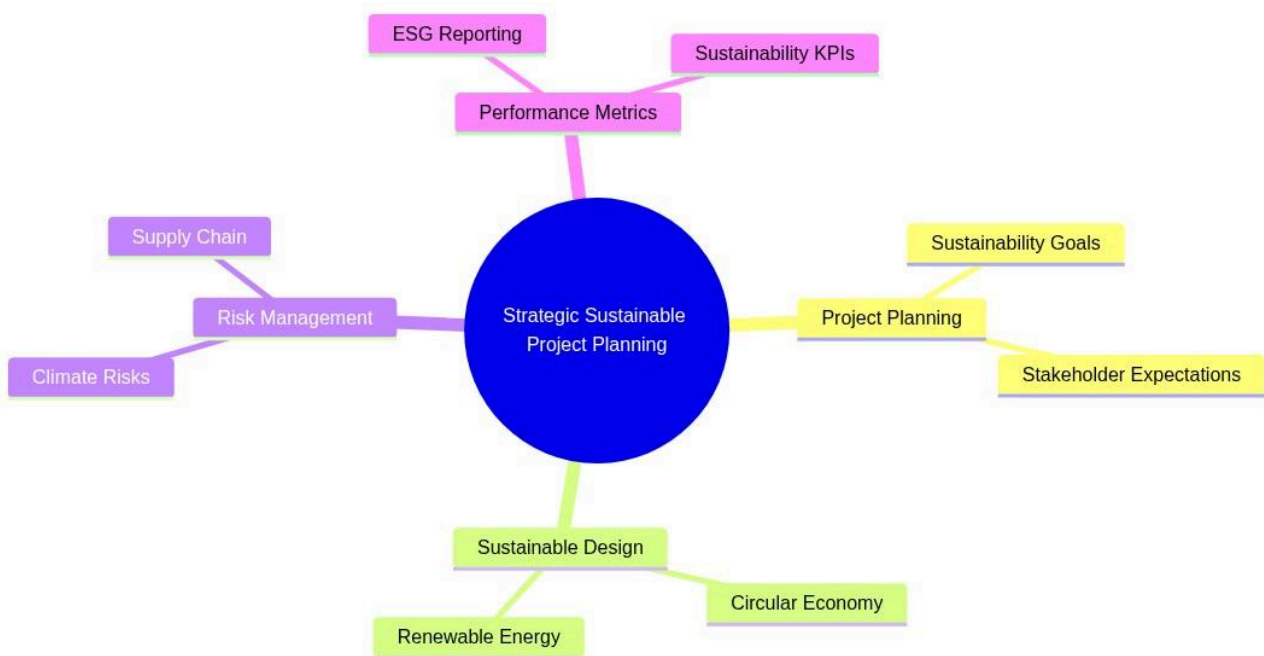 ESG Reporting
Sustainability KPIs
Performance Metrics
Supply Chain
Sustainability Goals
Risk Management
Strategic Sustainable
Project Planning
Project Planning
Climate Risks
Stakeholder Expectations
Sustainable Design
Circular Economy
Renewable Energy